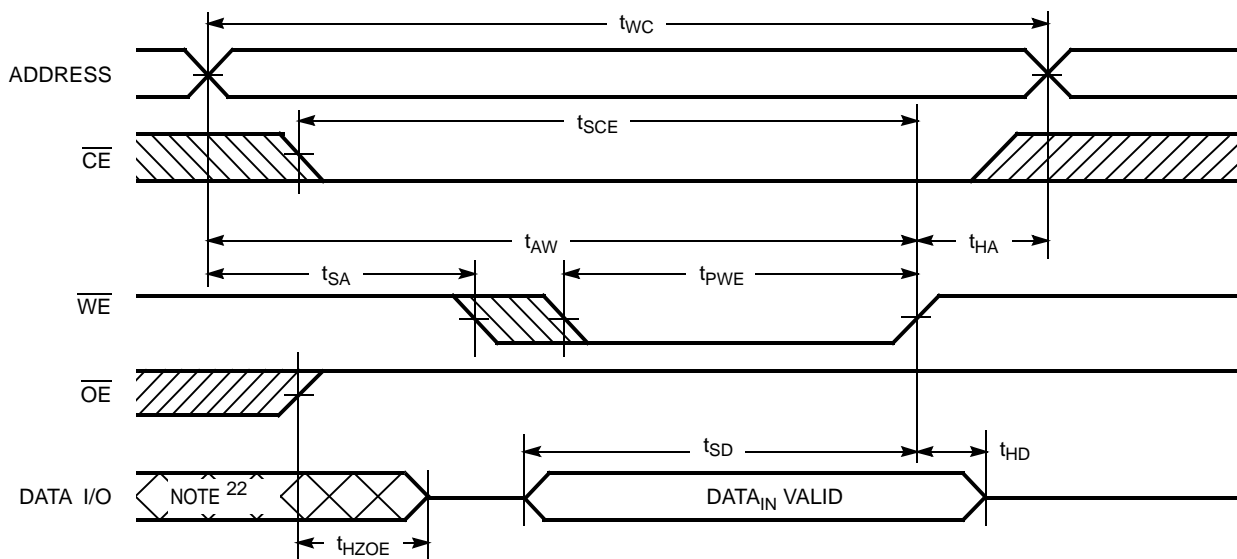 tWC
ADDRESS
tSCE
CE
tAW
tHA
tSA
tPWE
WE
OE
tSD
tHD
DATA I/O
NOTE 22
DATAIN VALID
tHZOE